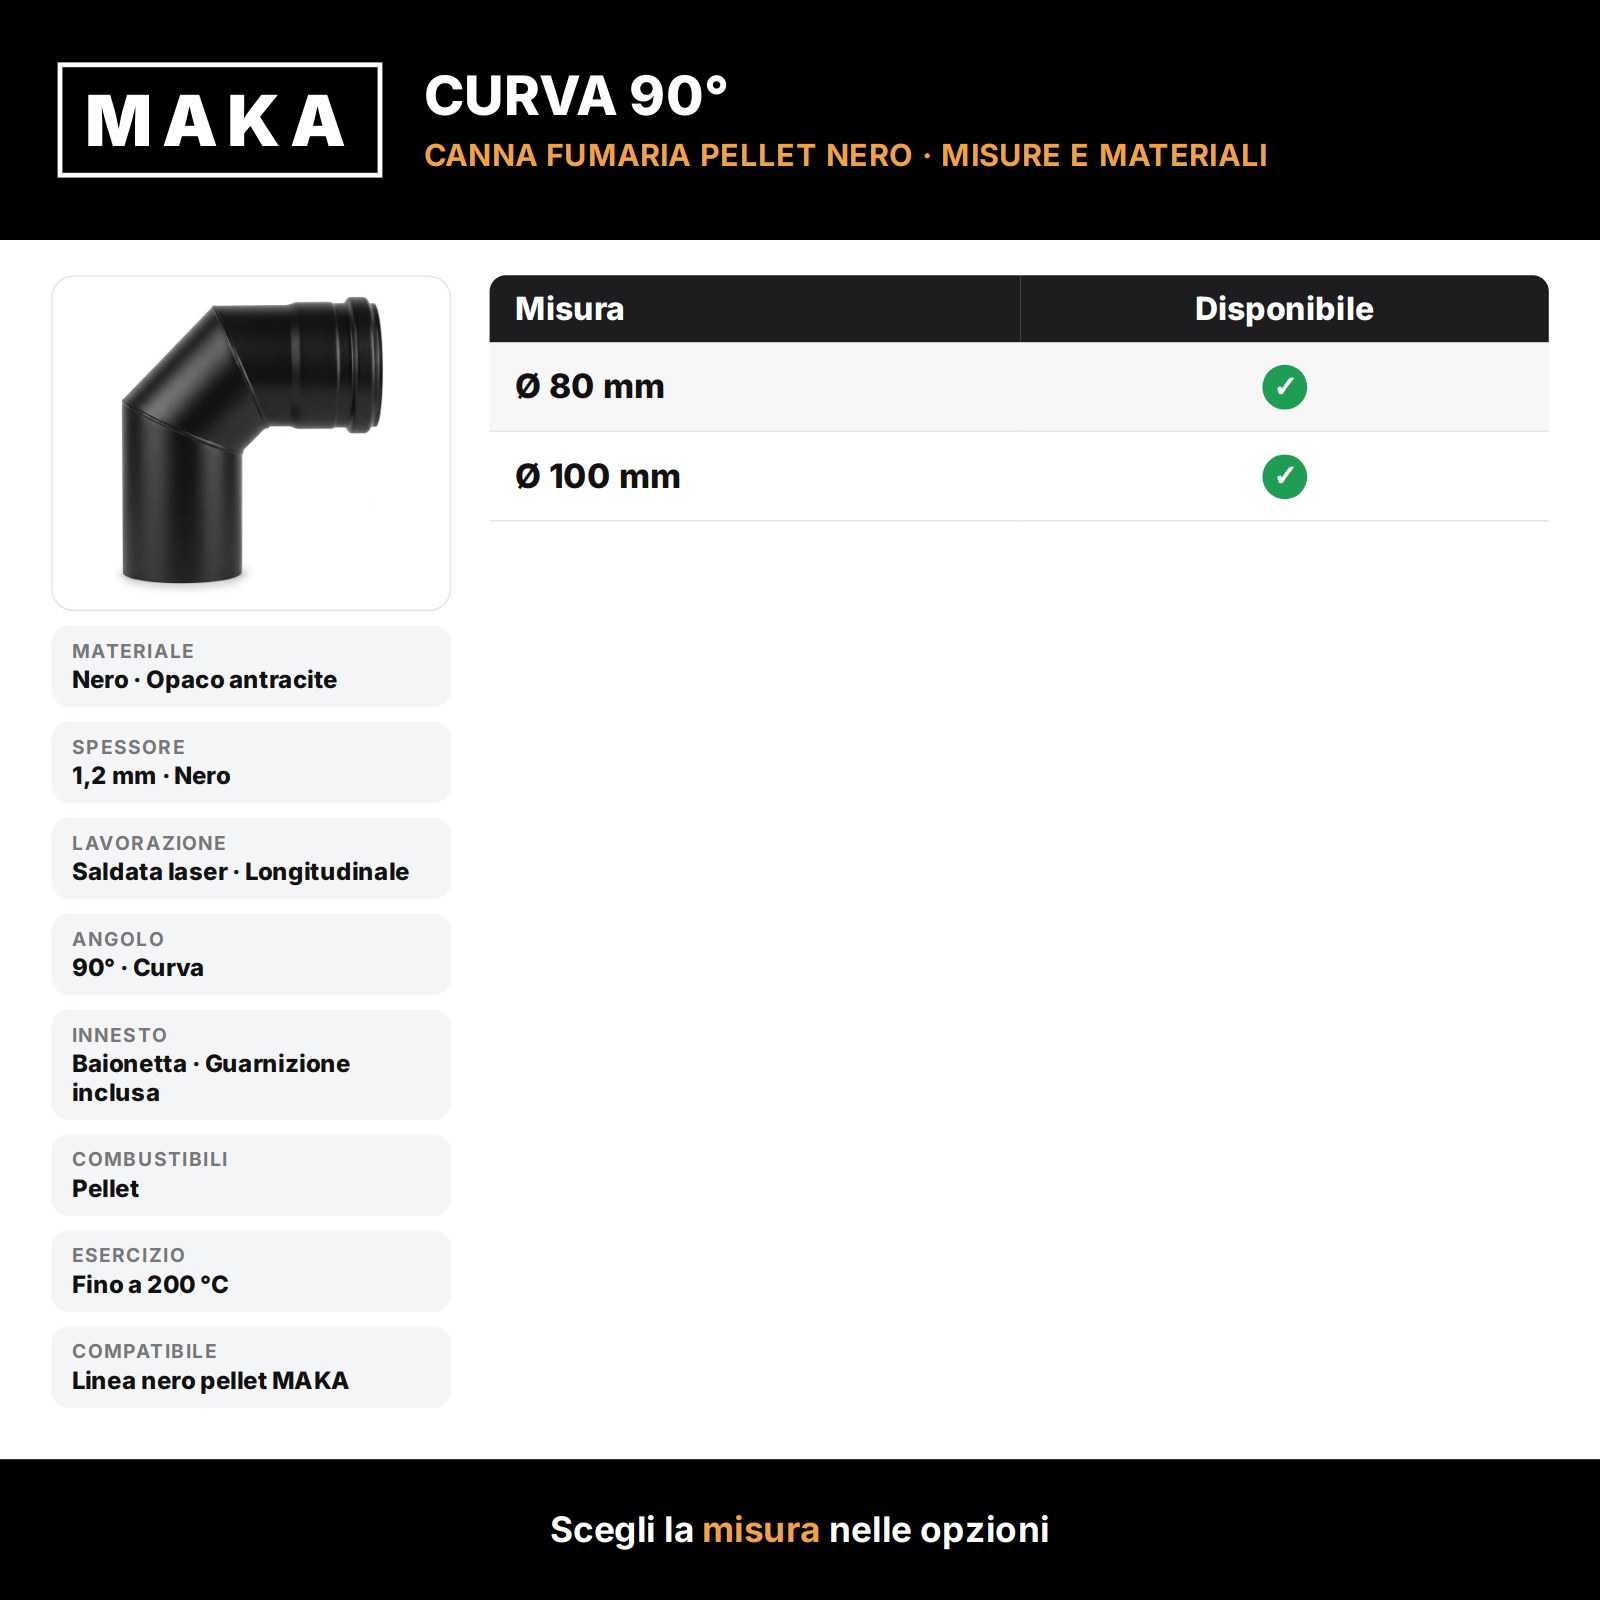 MAKA
CURVA 90°
CANNA FUMARIA PELLET NERO · MISURE E MATERIALI
Misura
Disponibile
Ø 80 mm
✓
Ø 100 mm
✓
MATERIALE
Nero · Opaco antracite
SPESSORE
1,2 mm · Nero
LAVORAZIONE
Saldata laser · Longitudinale
ANGOLO
90° · Curva
INNESTO
Baionetta · Guarnizione
inclusa
COMBUSTIBILI
Pellet
ESERCIZIO
Fino a 200 °C
COMPATIBILE
Linea nero pellet MAKA
Scegli la misura nelle opzioni